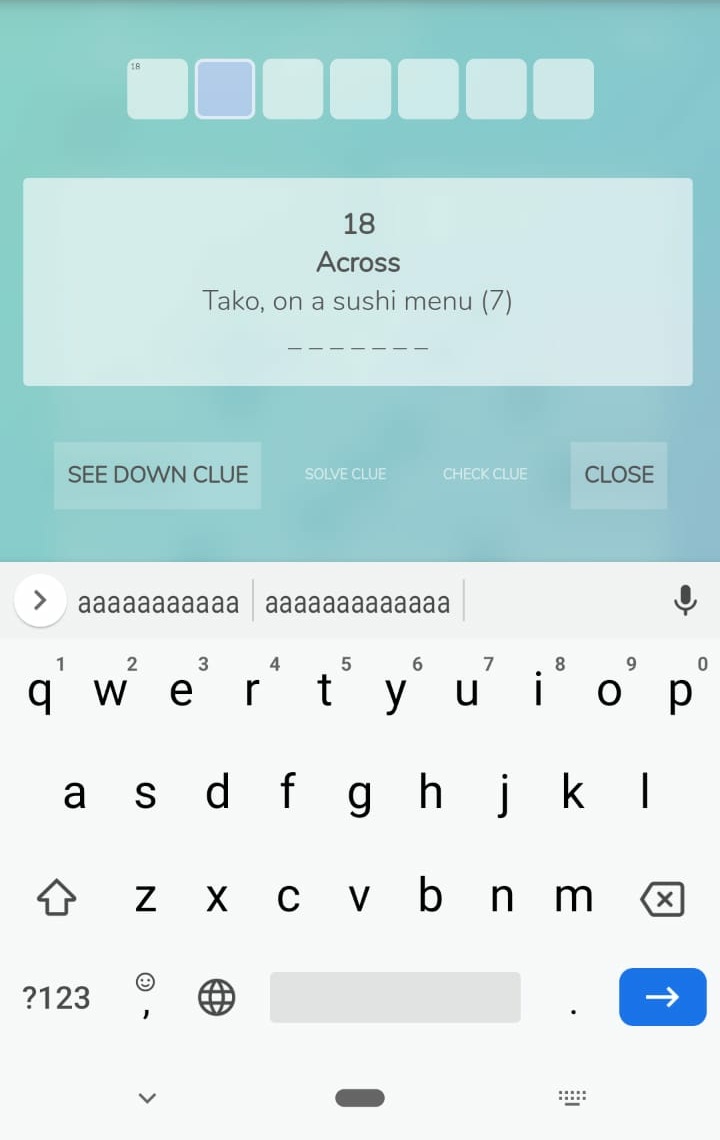 18
18
Across
Tako, on a sushi menu (7)
_ _ _ _ _ _ _
SEE DOWN CLUE SOLVE CLUE CHECK CLUE CLOSE
aaaaaaaaaaa aaaaaaaaaaaaa
1 2 3 4 5 6 7 8 9 0
q w e r t y u i o p
a s d f g h j k l
z x c v b n m
?123 , .